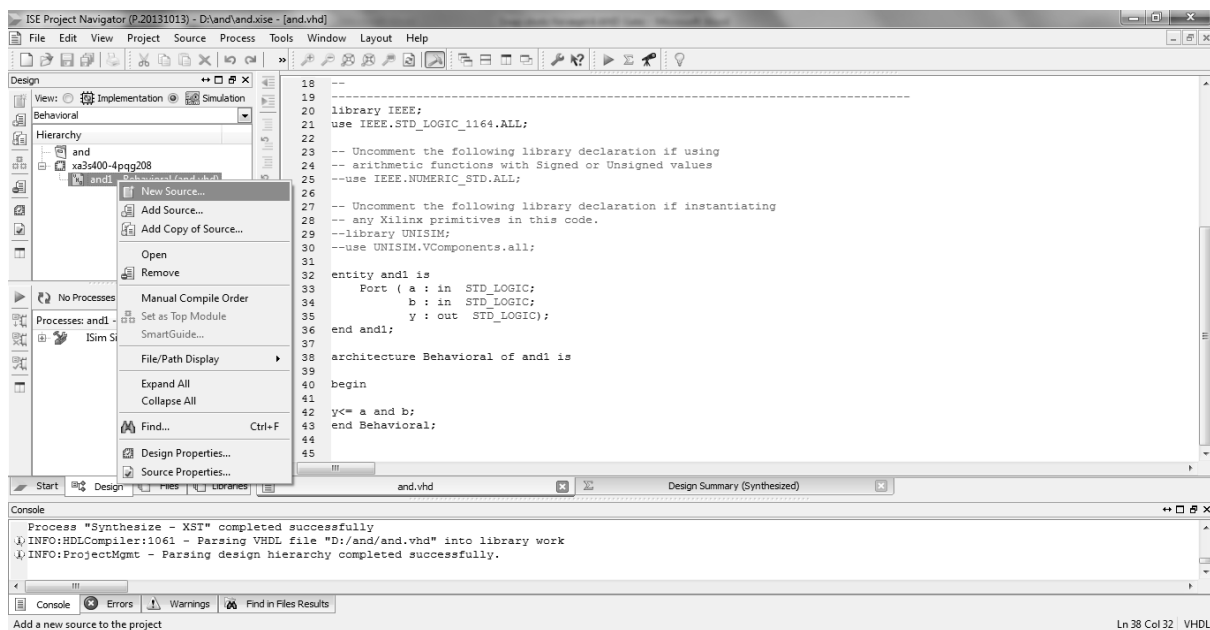 ISE Project Navigator (P.20131013) - D:\and\and.xise - [and.vhd]
File Edit View Project Source Process Tools Window Layout Help
Design
View: Implementation Simulation
Behavioral
Hierarchy
and
xa3s400-4pqg208
and1 - Behavioral (and.vhd)
New Source...
Add Source...
Add Copy of Source...
Open
Remove
Manual Compile Order
Set as Top Module
SmartGuide...
File/Path Display
Expand All
Collapse All
Find... Ctrl+F
Design Properties...
Source Properties...
No Processes
Processes: and1 -
ISim Si
18 --
19 --------------------------------------------------------------------------------
20 library IEEE;
21 use IEEE.STD_LOGIC_1164.ALL;
22
23 -- Uncomment the following library declaration if using
24 -- arithmetic functions with Signed or Unsigned values
25 --use IEEE.NUMERIC_STD.ALL;
26
27 -- Uncomment the following library declaration if instantiating
28 -- any Xilinx primitives in this code.
29 --library UNISIM;
30 --use UNISIM.VComponents.all;
31
32 entity and1 is
33 Port ( a : in STD_LOGIC;
34 b : in STD_LOGIC;
35 y : out STD_LOGIC);
36 end and1;
37
38 architecture Behavioral of and1 is
39
40 begin
41
42 y<= a and b;
43 end Behavioral;
44
45
Start Design Files Libraries
and.vhd Design Summary (Synthesized)
Console
Process "Synthesize - XST" completed successfully
INFO:HDLCompiler:1061 - Parsing VHDL file "D:/and/and.vhd" into library work
INFO:ProjectMgmt - Parsing design hierarchy completed successfully.
Console Errors Warnings Find in Files Results
Add a new source to the project
Ln 38 Col 32 VHDL